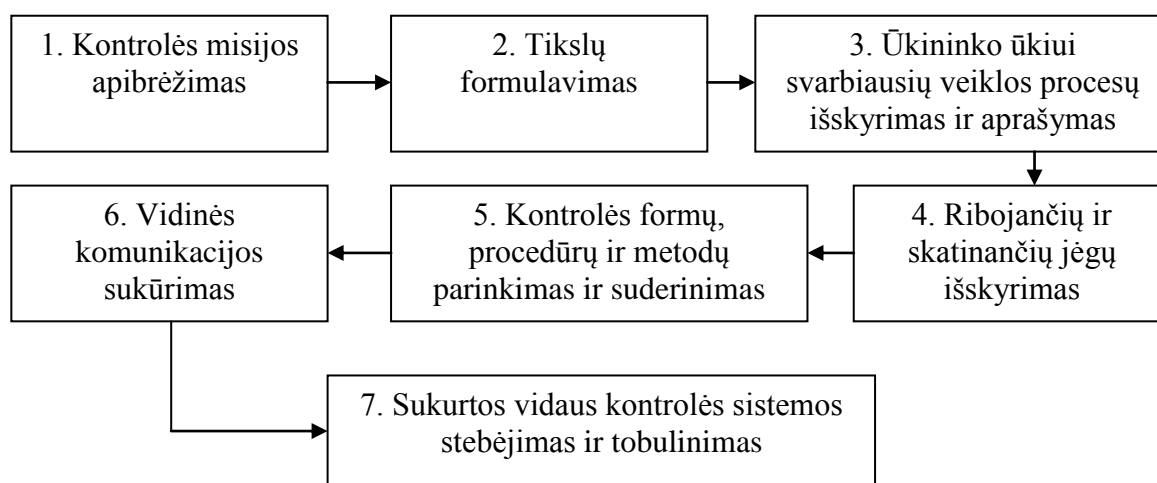 1. Kontrolės misijos
apibrėžimas
2. Tikslų
formulavimas
3. Ūkininko ūkiui
svarbiausių veiklos procesų
išskyrimas ir aprašymas
4. Ribojančių ir
skatinančių jėgų
išskyrimas
5. Kontrolės formų,
procedūrų ir metodų
parinkimas ir suderinimas
6. Vidinės
komunikacijos
sukūrimas
7. Sukurtos vidaus kontrolės sistemos
stebėjimas ir tobulinimas